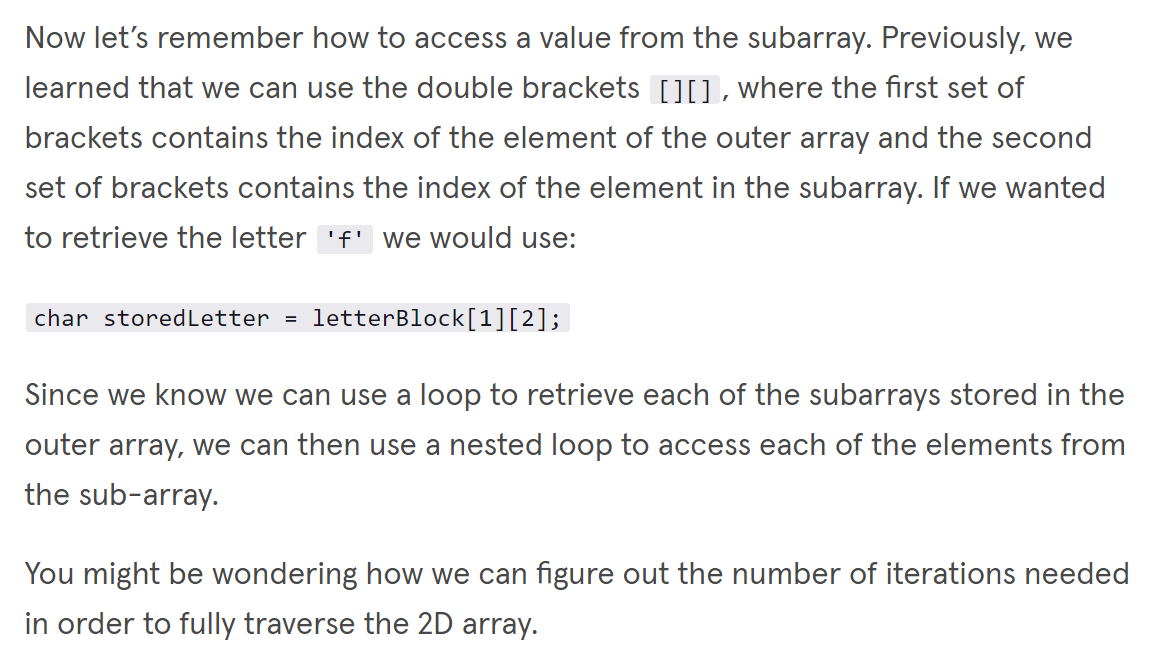 Now let’s remember how to access a value from the subarray. Previously, we
learned that we can use the double brackets [][], where the first set of
brackets contains the index of the element of the outer array and the second
set of brackets contains the index of the element in the subarray. If we wanted
to retrieve the letter 'f' we would use:
char storedLetter = letterBlock[1][2];
Since we know we can use a loop to retrieve each of the subarrays stored in the
outer array, we can then use a nested loop to access each of the elements from
the sub-array.
You might be wondering how we can figure out the number of iterations needed
in order to fully traverse the 2D array.